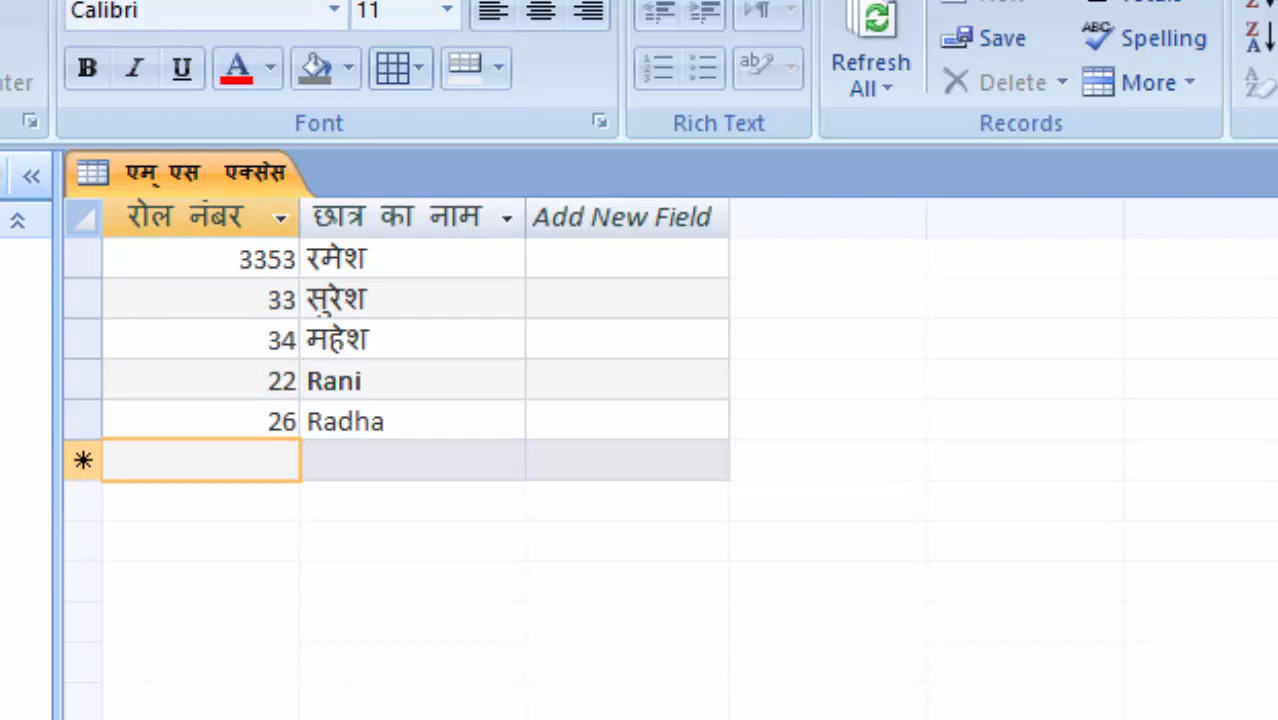 Calibri 11
B I U A
Refresh All
Save
Delete
ABC Spelling
More
Font
Rich Text
Records
एम् एस एक्सेस
रोल नंबर छात्र का नाम Add New Field
3353 रमेश
33 सुरेश
34 महेश
22 Rani
26 Radha